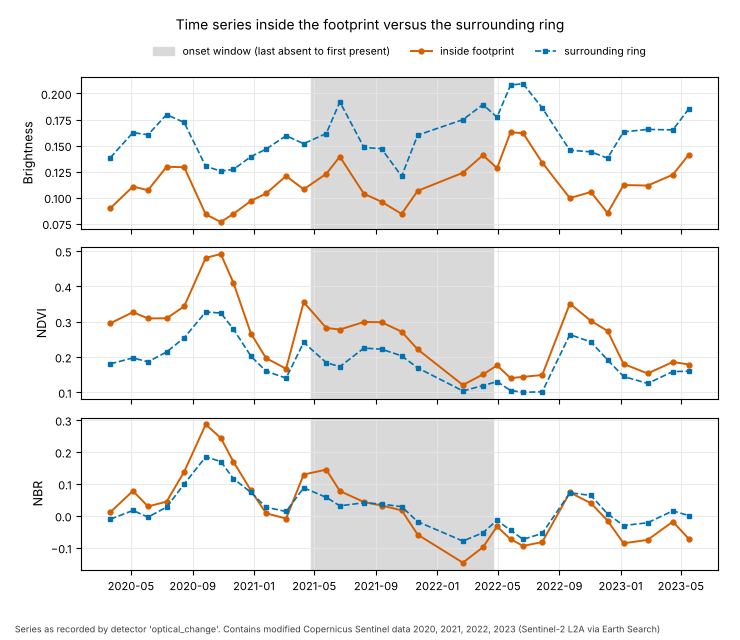 Time series inside the footprint versus the surrounding ring
onset window (last absent to first present) inside footprint surrounding ring
Brightness
0.200
0.175
0.150
0.125
0.100
0.075
NDVI
0.5
0.4
0.3
0.2
0.1
NBR
0.3
0.2
0.1
0.0
−0.1
2020-05 2020-09 2021-01 2021-05 2021-09 2022-01 2022-05 2022-09 2023-01 2023-05
Series as recorded by detector 'optical_change'. Contains modified Copernicus Sentinel data 2020, 2021, 2022, 2023 (Sentinel-2 L2A via Earth Search)